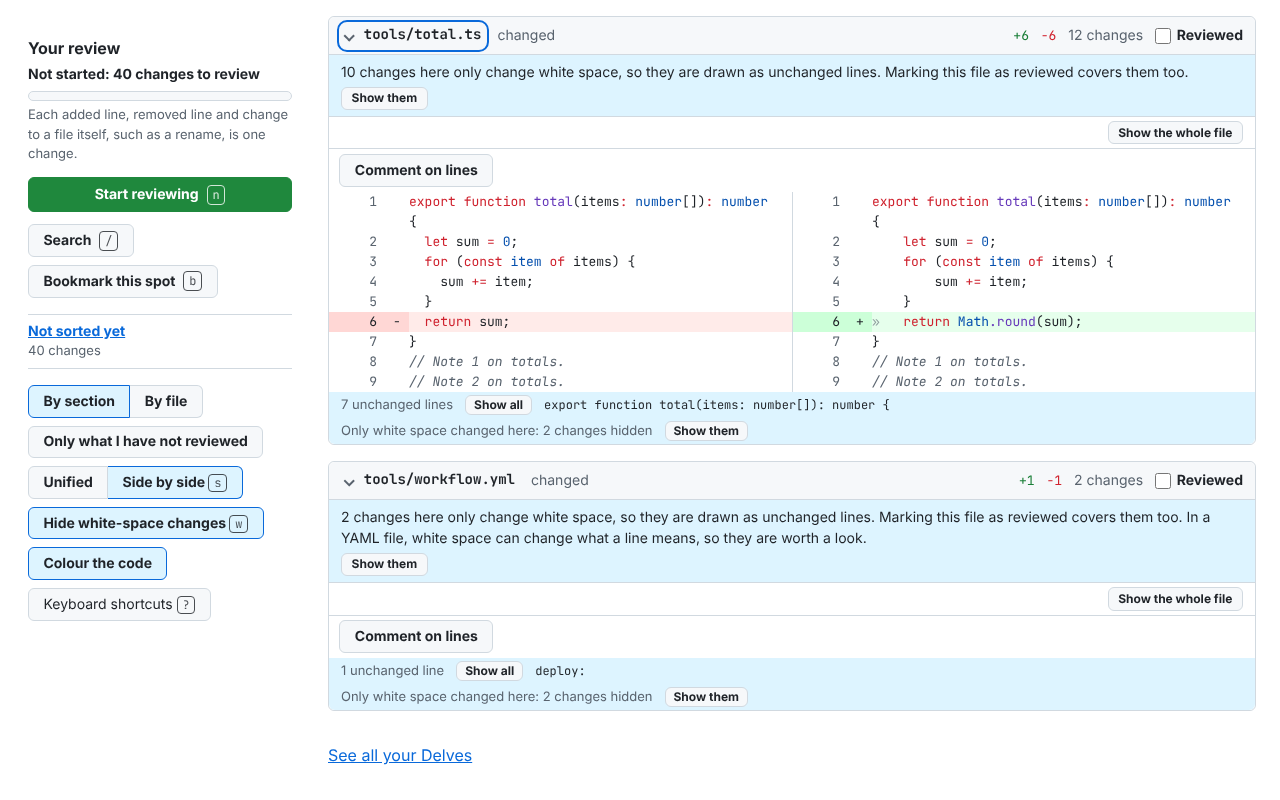 Your review
Not started: 40 changes to review
Each added line, removed line and change
to a file itself, such as a rename, is one
change.
Start reviewing n
Search /
Bookmark this spot b
Not sorted yet
40 changes
By section By file
Only what I have not reviewed
Unified Side by side s
Hide white-space changes w
Colour the code
Keyboard shortcuts ?
tools/total.ts changed +6 -6 12 changes Reviewed
10 changes here only change white space, so they are drawn as unchanged lines. Marking this file as reviewed covers them too.
Show them
Show the whole file
Comment on lines
1 export function total(items: number[]): number 1 export function total(items: number[]): number
{ {
2 let sum = 0; 2 let sum = 0;
3 for (const item of items) { 3 for (const item of items) {
4 sum += item; 4 sum += item;
5 } 5 }
6 - return sum; 6 + » return Math.round(sum);
7 } 7 }
8 // Note 1 on totals. 8 // Note 1 on totals.
9 // Note 2 on totals. 9 // Note 2 on totals.
7 unchanged lines Show all export function total(items: number[]): number {
Only white space changed here: 2 changes hidden Show them
tools/workflow.yml changed +1 -1 2 changes Reviewed
2 changes here only change white space, so they are drawn as unchanged lines. Marking this file as reviewed covers them too. In a
YAML file, white space can change what a line means, so they are worth a look.
Show them
Show the whole file
Comment on lines
1 unchanged line Show all deploy:
Only white space changed here: 2 changes hidden Show them
See all your Delves